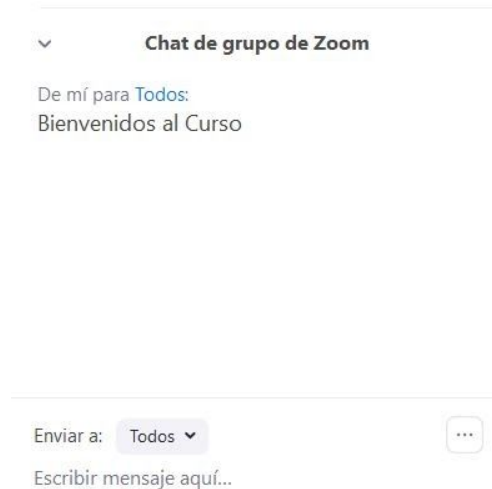 Chat de grupo de Zoom
De mí para Todos:
Bienvenidos al Curso
Enviar a: Todos
Escribir mensaje aquí...